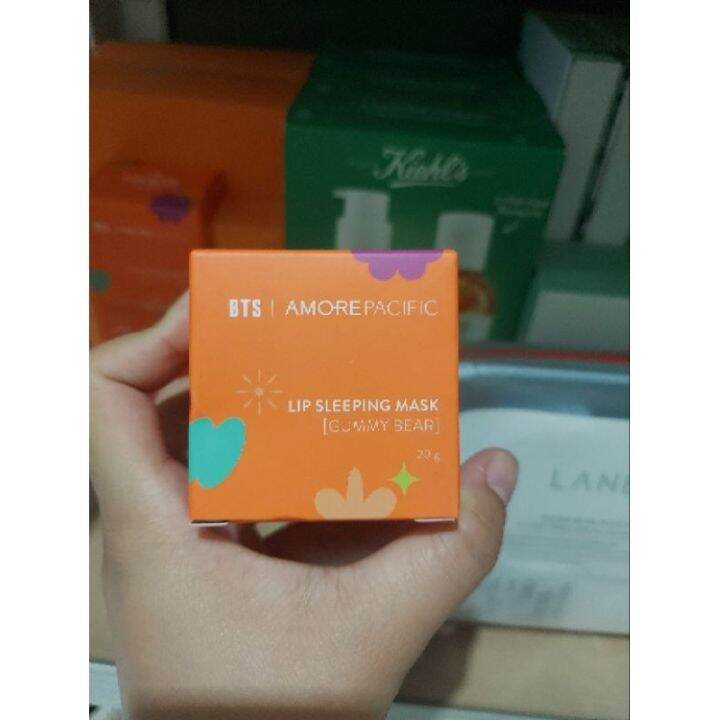 Kiehl's
BTS | AMOREPACIFIC
LIP SLEEPING MASK
[GUMMY BEAR]
20 g
LANE